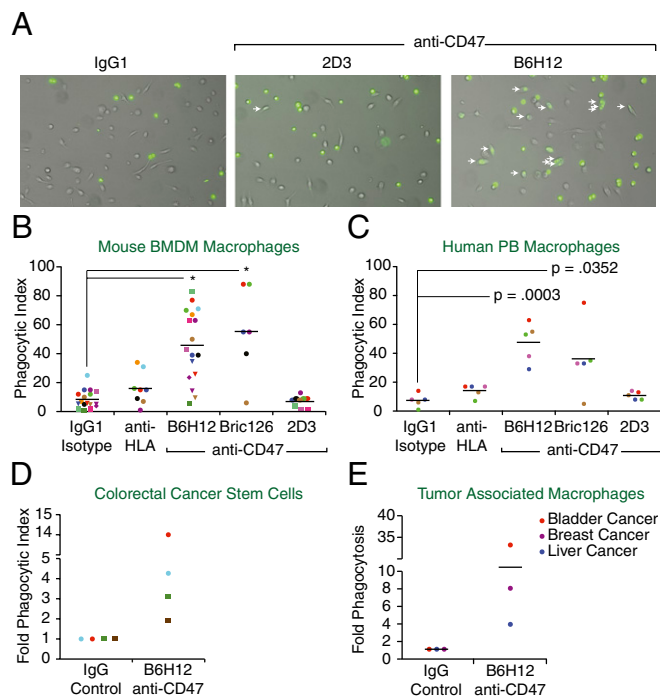 A
anti-CD47
IgG1
2D3
B6H12
B
Mouse BMDM Macrophages
Phagocytic Index
100
80
60
40
20
0
*
*
IgG1 Isotype
anti-HLA
B6H12
Bric126
2D3
anti-CD47
C
Human PB Macrophages
Phagocytic Index
100
80
60
40
20
0
p = .0352
p = .0003
IgG1 Isotype
anti-HLA
B6H12
Bric126
2D3
anti-CD47
D
Colorectal Cancer Stem Cells
Fold Phagocytic Index
15
14
5
4
3
2
1
0
IgG Control
B6H12 anti-CD47
E
Tumor Associated Macrophages
Fold Phagocytosis
40
35
10
8
6
4
2
0
Bladder Cancer
Breast Cancer
Liver Cancer
IgG Control
B6H12 anti-CD47